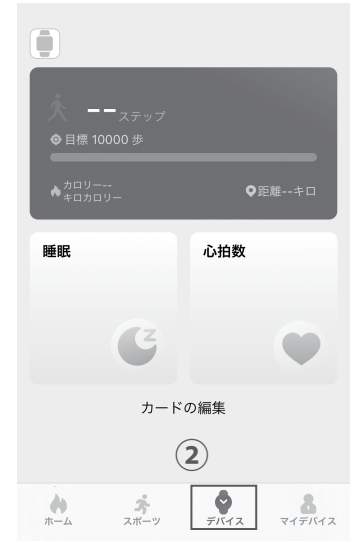 --ステップ
目標 10000 歩
カロリー--
キロカロリー
距離--キロ
睡眠
心拍数
z
カードの編集
②
ホーム
スポーツ
デバイス
マイデバイス